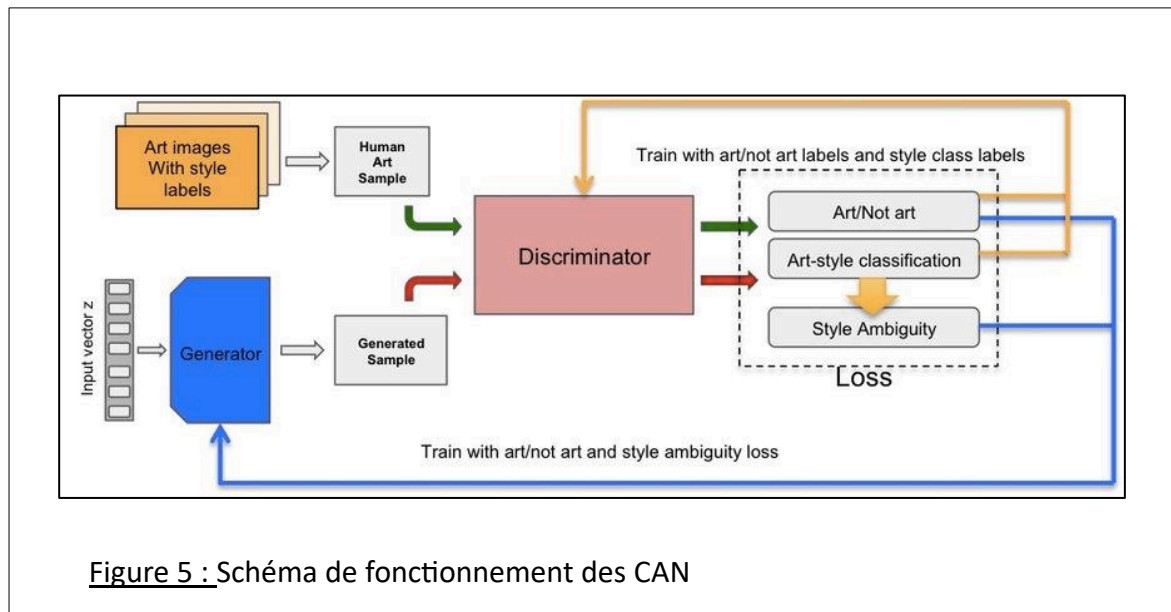 Art images
With style
labels
Human
Art
Sample
Train with art/not art labels and style class labels
Discriminator
Art/Not art
Art-style classification
Style Ambiguity
Loss
Input vector z
Generator
Generated
Sample
Train with art/not art and style ambiguity loss
Figure 5 : Schéma de fonctionnement des CAN